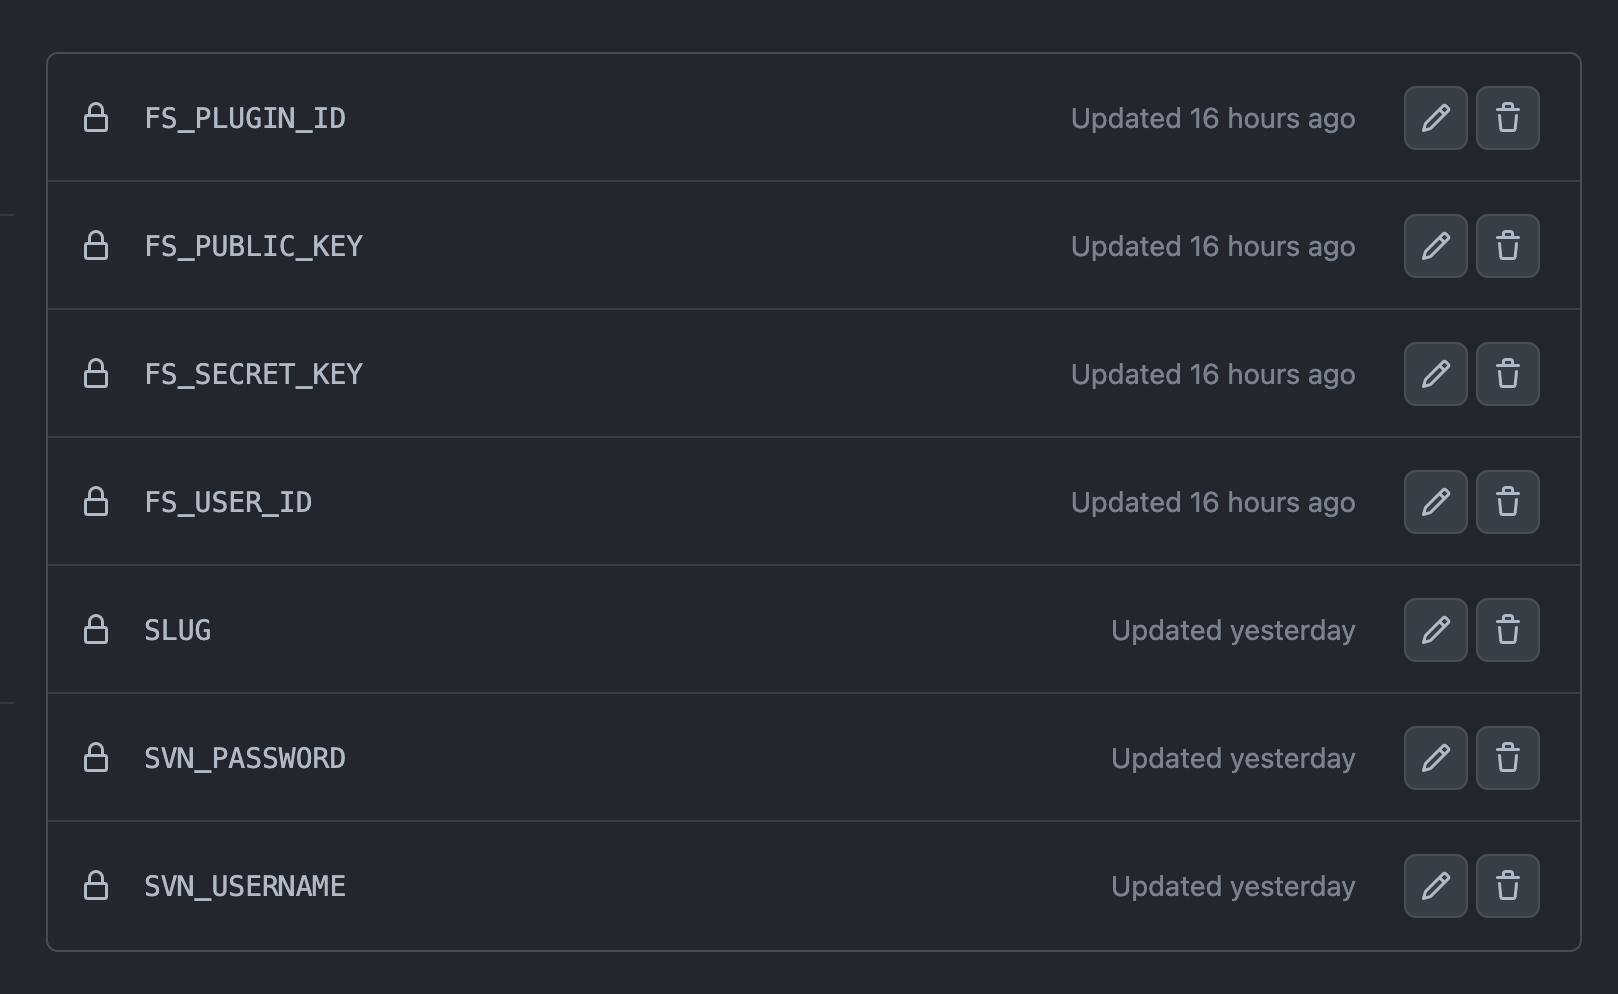 FS_PLUGIN_ID Updated 16 hours ago
FS_PUBLIC_KEY Updated 16 hours ago
FS_SECRET_KEY Updated 16 hours ago
FS_USER_ID Updated 16 hours ago
SLUG Updated yesterday
SVN_PASSWORD Updated yesterday
SVN_USERNAME Updated yesterday